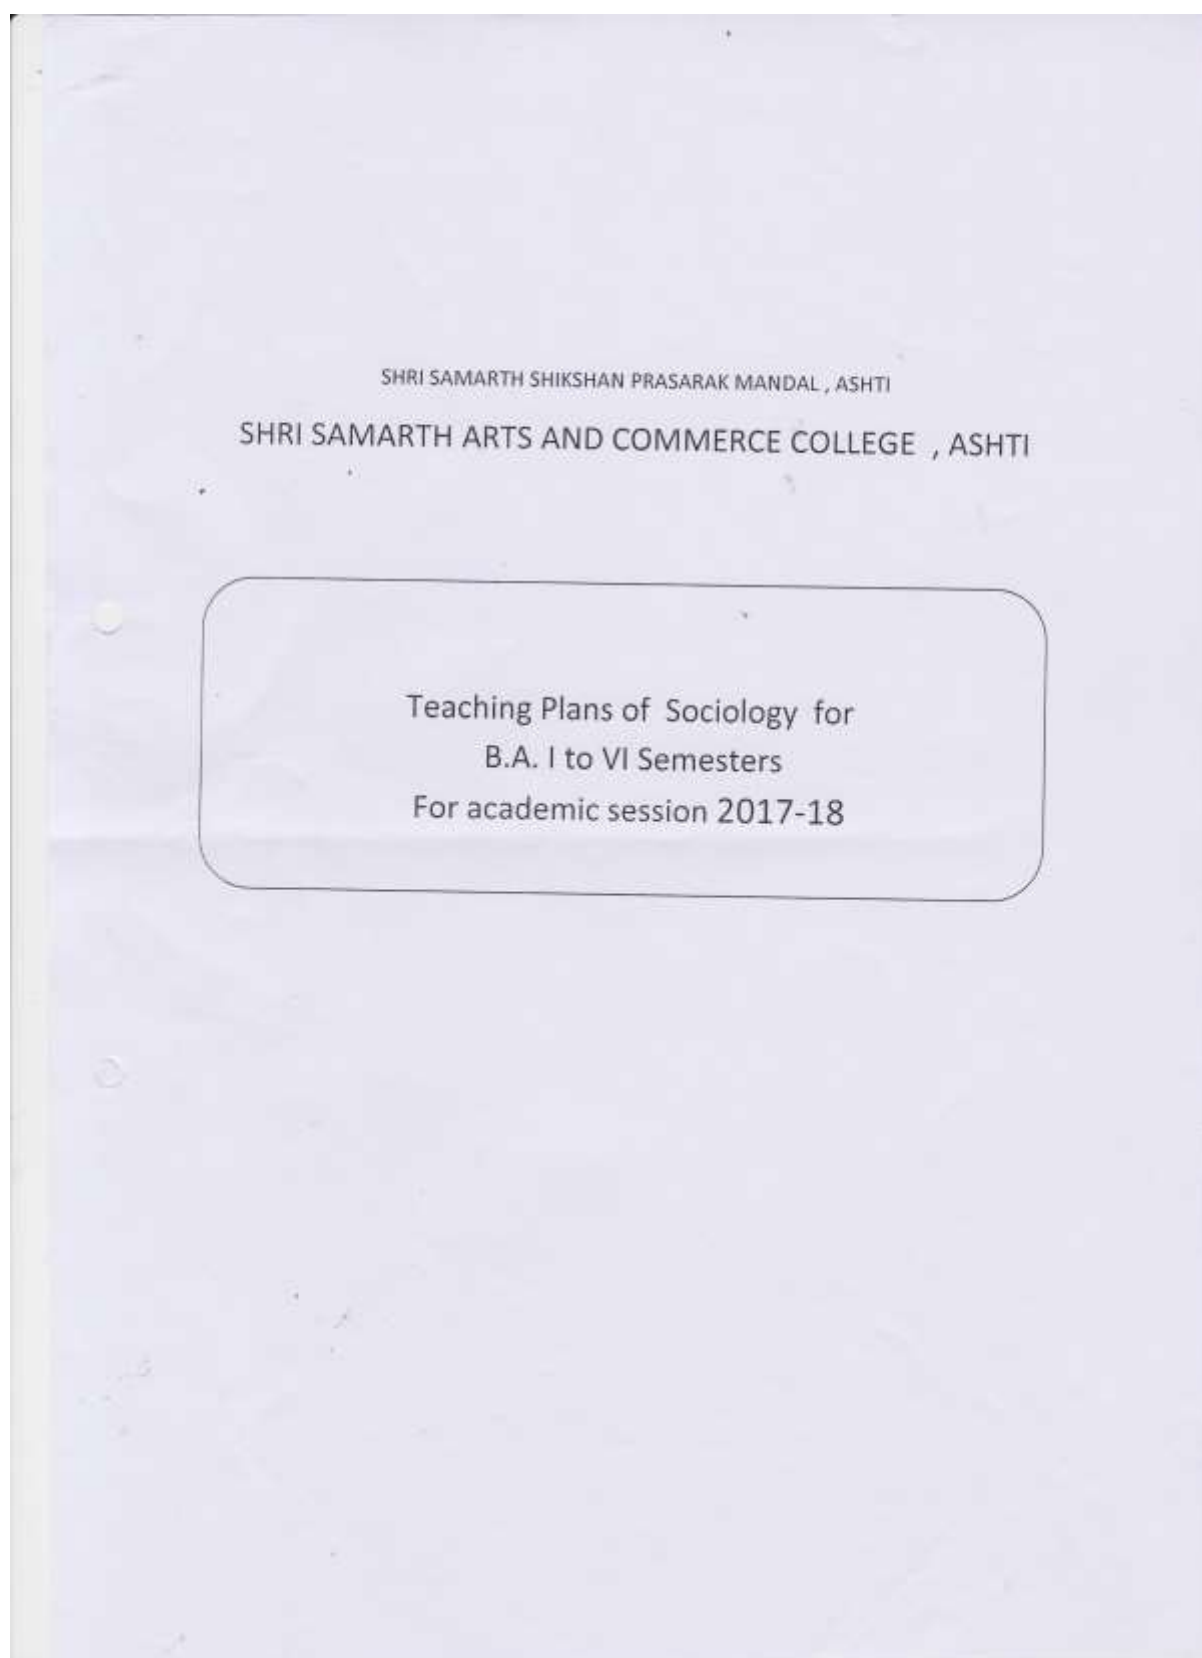 SHRI SAMARTH SHIKSHAN PRASARAK MANDAL , ASHTI
SHRI SAMARTH ARTS AND COMMERCE COLLEGE , ASHTI
Teaching Plans of Sociology for
B.A. I to VI Semesters
For academic session 2017-18